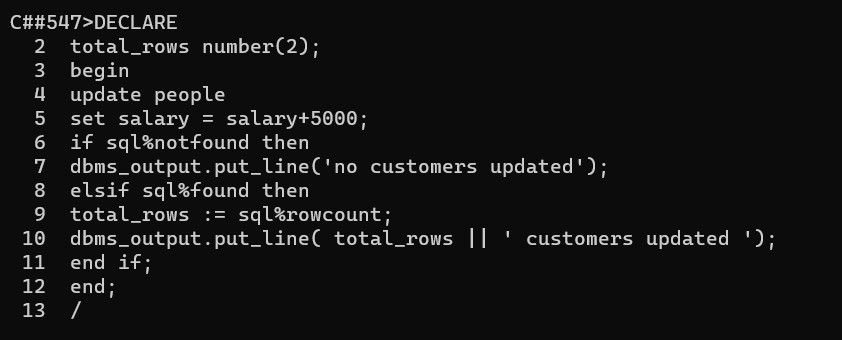 C##547>DECLARE
  2  total_rows number(2);
  3  begin
  4  update people
  5  set salary = salary+5000;
  6  if sql%notfound then
  7  dbms_output.put_line('no customers updated');
  8  elsif sql%found then
  9  total_rows := sql%rowcount;
 10  dbms_output.put_line( total_rows || ' customers updated ');
 11  end if;
 12  end;
 13  /